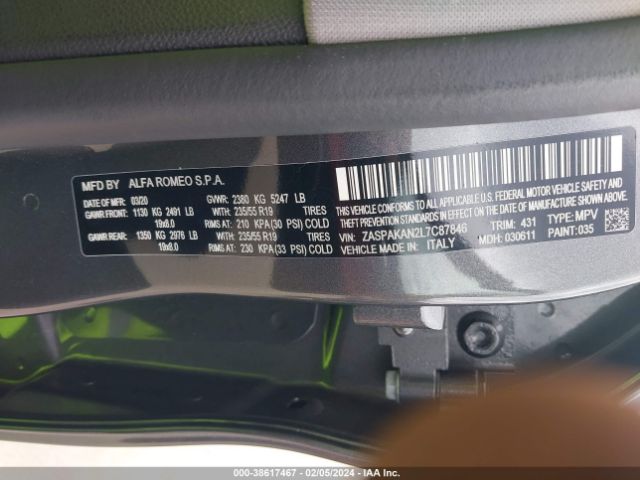 MFD BY ALFA ROMEO S.P.A.
DATE OF MFR: 03/20 GVWR: 2380 KG 5247 LB
GAWR FRONT: 1130 KG 2491 LB WITH: 235/55 R19 TIRES
19x8.0 RIMS AT: 210 KPA(30 PSI) COLD
GAWR REAR: 1350 KG 2976 LB WITH: 235/55 R19 TIRES
19x8.0 RIMS AT: 230 KPA(33 PSI) COLD
THIS VEHICLE CONFORMS TO ALL APPLICABLE U.S. FEDERAL MOTOR VEHICLE SAFETY AND
THEFT PREVENTION STANDARDS IN EFFECT ON THE DATE OF MANUFACTURE SHOWN ABOVE.
VIN: ZASPAKAN2L7C87846 TRIM: 431 TYPE: MPV
VEHICLE MADE IN: ITALY MDH: 030611 PAINT: 035
000-38617467 - 02/05/2024 - IAA Inc.